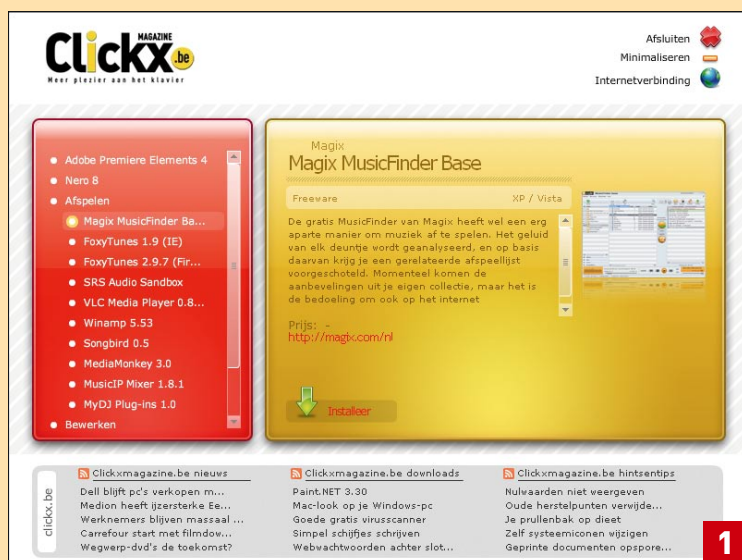 Clickx.be
MAGAZINE
Meer plezier aan het klavier
Afsluiten
Minimaliseren
Internetverbinding
Adobe Premiere Elements 4
Nero 8
Afspelen
Magix MusicFinder Ba...
FoxyTunes 1.9 (IE)
FoxyTunes 2.9.7 (Fir...
SRS Audio Sandbox
VLC Media Player 0.8...
Winamp 5.53
Songbird 0.5
MediaMonkey 3.0
MusicIP Mixer 1.8.1
MyDJ Plug-ins 1.0
Bewerken
Magix
Magix MusicFinder Base
Freeware XP / Vista
De gratis MusicFinder van Magix heeft wel een erg
aparte manier om muziek af te spelen. Het geluid
van elk deuntje wordt geanalyseerd, en op basis
daarvan krijg je een gerelateerde afspeellijst
voorgeschoteld. Momenteel komen de
aanbevelingen uit je eigen collectie, maar het is
de bedoeling om ook op het internet
Prijs: -
http://magix.com/nl
Installeer
clickx.be
Clickxmagazine.be nieuws
Dell blijft pc's verkopen m...
Medion heeft ijzersterke Ee...
Werknemers blijven massaal ...
Carrefour start met filmdow...
Wegwerp-dvd's de toekomst?
Clickxmagazine.be downloads
Paint.NET 3.30
Mac-look op je Windows-pc
Goede gratis virusscanner
Simpel schijfjes schrijven
Webwachtwoorden achter slot...
Clickxmagazine.be hintsentips
Nulwaarden niet weergeven
Oude herstelpunten verwijde...
Je prullenbak op dieet
Zelf systeemiconen wijzigen
Geprinte documenten opspore...
1